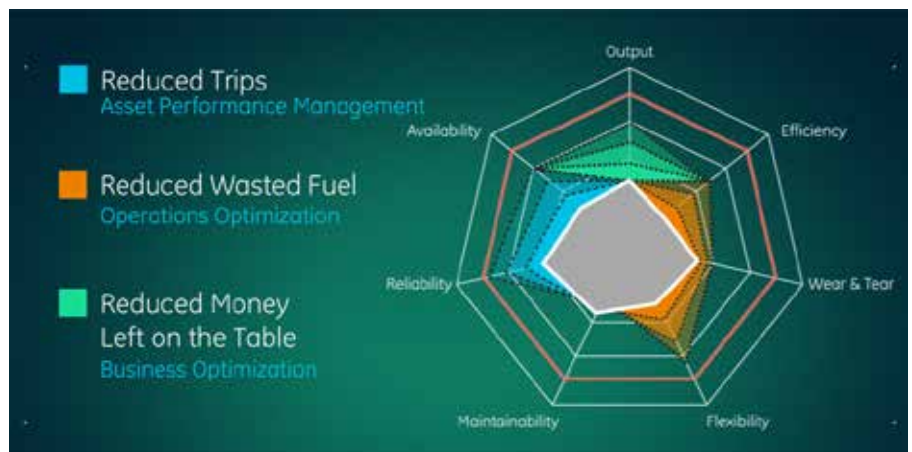 Reduced Trips
Asset Performance Management
Reduced Wasted Fuel
Operations Optimization
Reduced Money
Left on the Table
Business Optimization
Output
Availability
Efficiency
Reliability
Wear & Tear
Maintainability
Flexibility